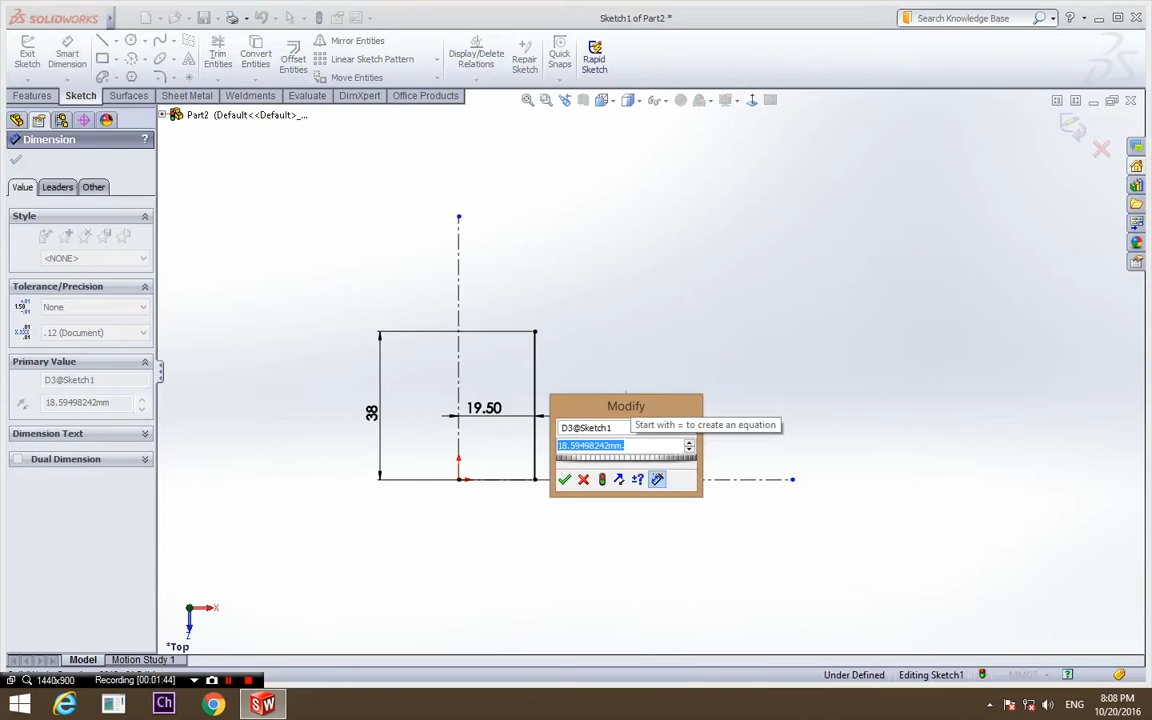 SOLIDWORKS
Sketch1 of Part2 *
Search Knowledge Base
Exit Sketch
Smart Dimension
Trim Entities
Convert Entities
Offset Entities
Mirror Entities
Linear Sketch Pattern
Move Entities
Display/Delete Relations
Repair Sketch
Quick Snaps
Rapid Sketch
Features
Sketch
Surfaces
Sheet Metal
Weldments
Evaluate
DimXpert
Office Products
Part2 (Default<<Default>_...
Dimension
?
Value
Leaders
Other
Style
<NONE>
Tolerance/Precision
None
.12 (Document)
Primary Value
D3@Sketch1
18.59498242mm
Dimension Text
Dual Dimension
38
19.50
Modify
D3@Sketch1
Start with = to create an equation
18.59498242mm
X
Z
*Top
Model
Motion Study 1
Under Defined
Editing Sketch1
MMGS
1440x900
Recording [00:01:44]
Ch
SW
ENG
8:08 PM
10/20/2016